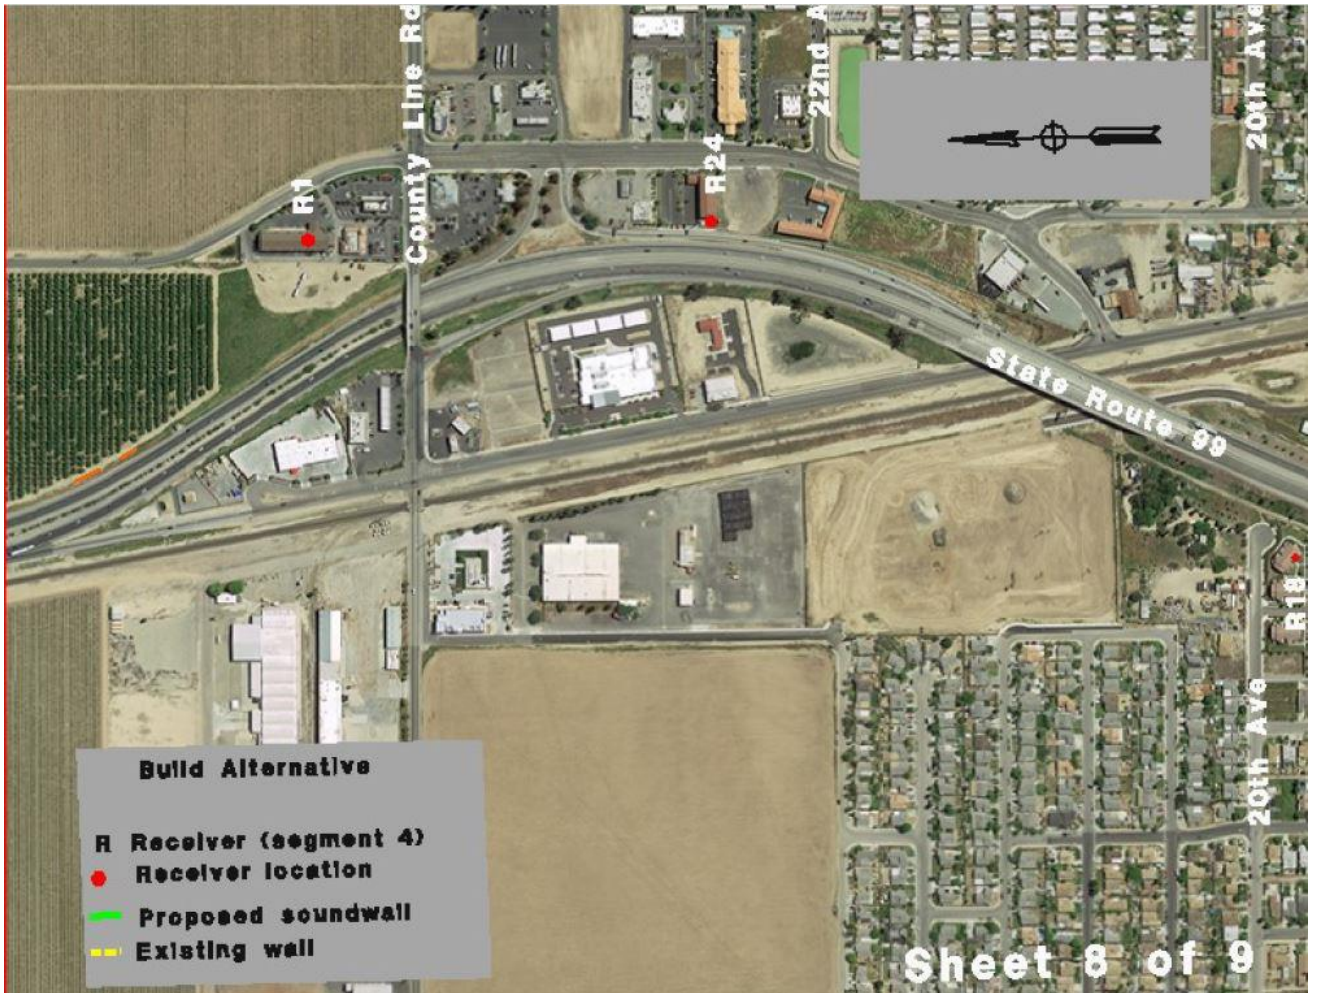 County Line Rd
22nd A
20th Ave
R1
R24
State Route 99
R18
20th Ave
Build Alternative
R Receiver (segment 4)
Receiver location
Proposed soundwall
Existing wall
Sheet 8 of 9